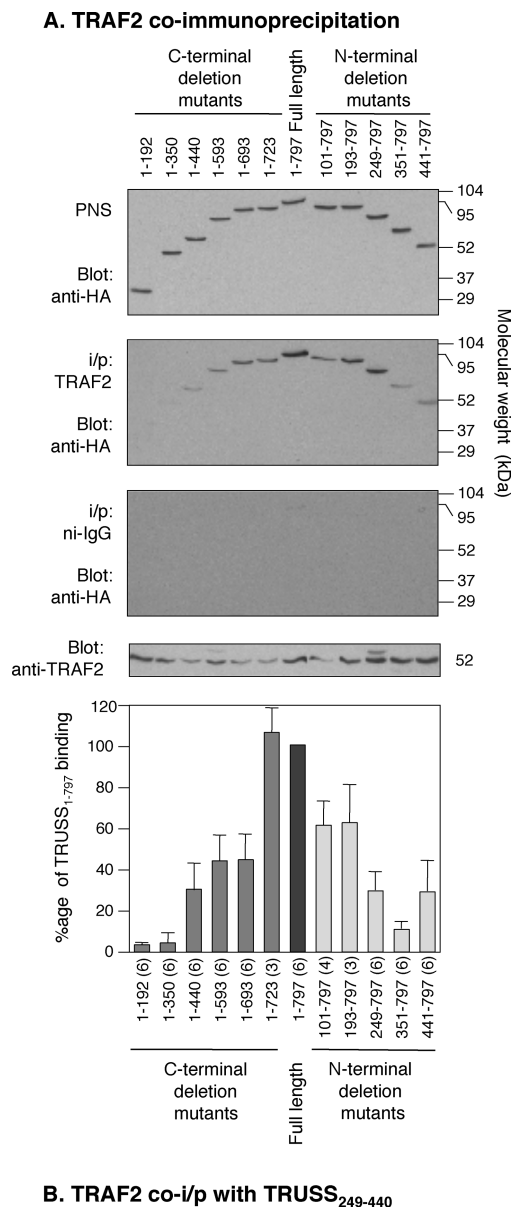 A. TRAF2 co-immunoprecipitation
C-terminal
deletion
mutants
Full length
N-terminal
deletion
mutants
1-192
1-350
1-440
1-593
1-693
1-723
1-797
101-797
193-797
249-797
351-797
441-797
PNS
Blot:
anti-HA
104
95
52
37
29
i/p:
TRAF2
Blot:
anti-HA
104
95
52
37
29
i/p:
ni-IgG
Blot:
anti-HA
104
95
52
37
29
Molecular weight (kDa)
Blot:
anti-TRAF2
52
%age of TRUSS1-797 binding
120
100
80
60
40
20
0
1-192 (6)
1-350 (6)
1-440 (6)
1-593 (6)
1-693 (6)
1-723 (3)
1-797 (6)
101-797 (4)
193-797 (3)
249-797 (6)
351-797 (6)
441-797 (6)
C-terminal
deletion
mutants
Full length
N-terminal
deletion
mutants
B. TRAF2 co-i/p with TRUSS249-440